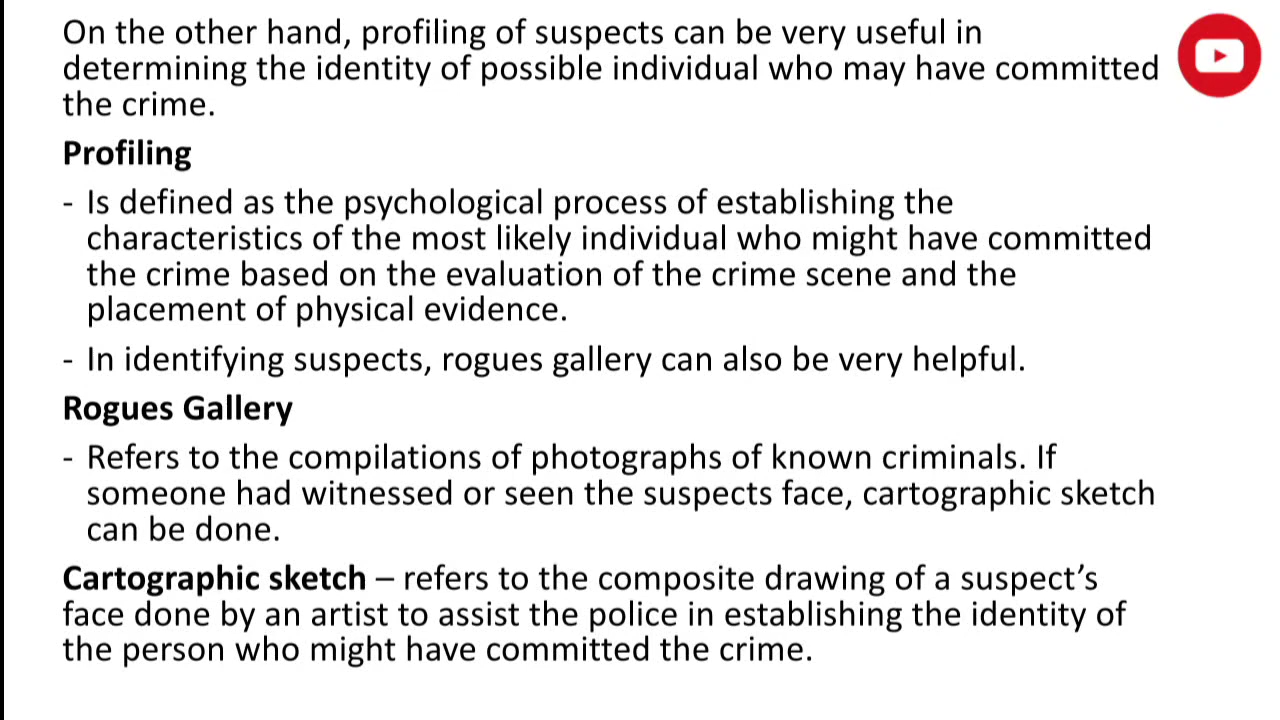 On the other hand, profiling of suspects can be very useful in
determining the identity of possible individual who may have committed
the crime.
Profiling
- Is defined as the psychological process of establishing the
characteristics of the most likely individual who might have committed
the crime based on the evaluation of the crime scene and the
placement of physical evidence.
- In identifying suspects, rogues gallery can also be very helpful.
Rogues Gallery
- Refers to the compilations of photographs of known criminals. If
someone had witnessed or seen the suspects face, cartographic sketch
can be done.
Cartographic sketch – refers to the composite drawing of a suspect’s
face done by an artist to assist the police in establishing the identity of
the person who might have committed the crime.